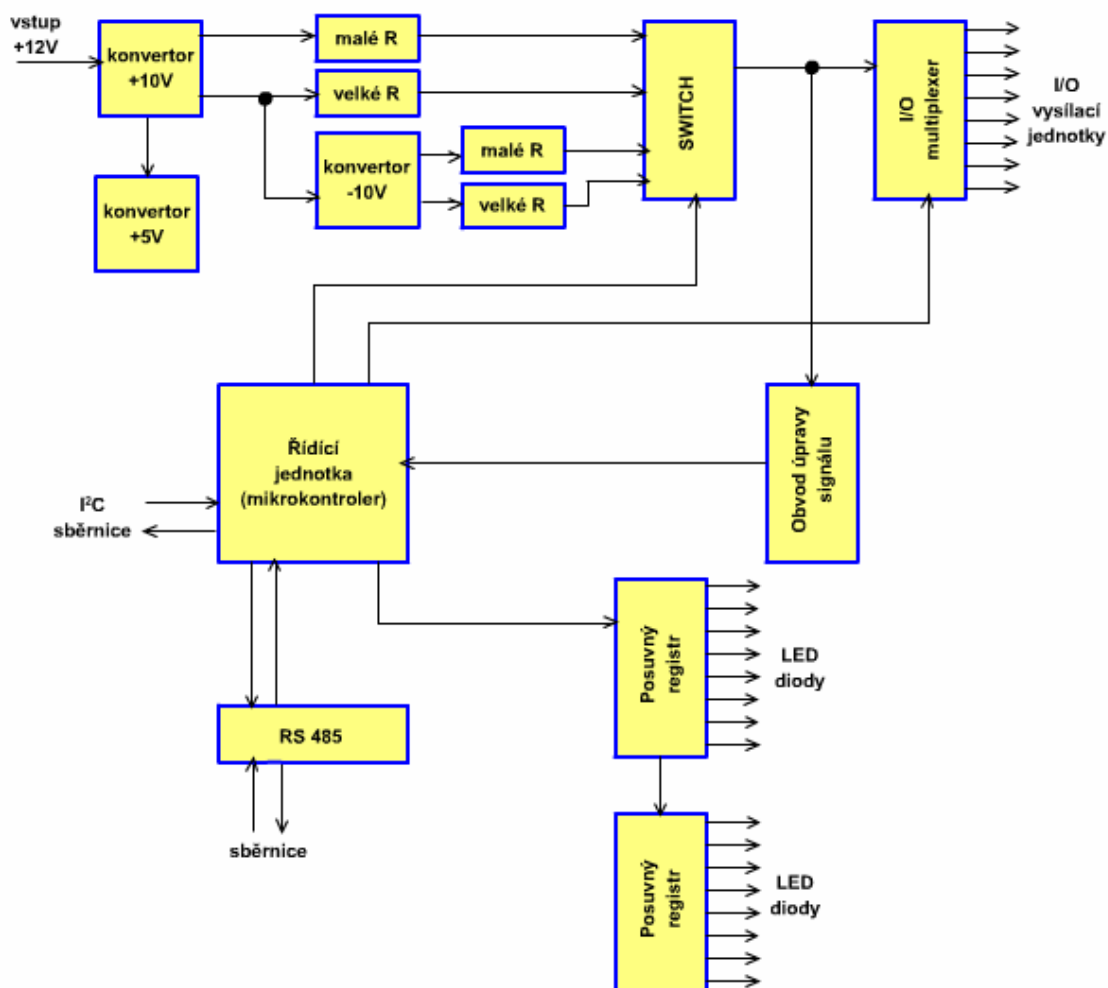 vstup
+12V
konvertor
+10V
malé R
velké R
konvertor
-10V
malé R
velké R
konvertor
+5V
SWITCH
I/O
multiplexer
I/O
vysílací
jednotky
Řídící
jednotka
(mikrokontroler)
I²C
sběrnice
Obvod úpravy
signálu
Posuvný
registr
LED
diody
RS 485
sběrnice
Posuvný
registr
LED
diody